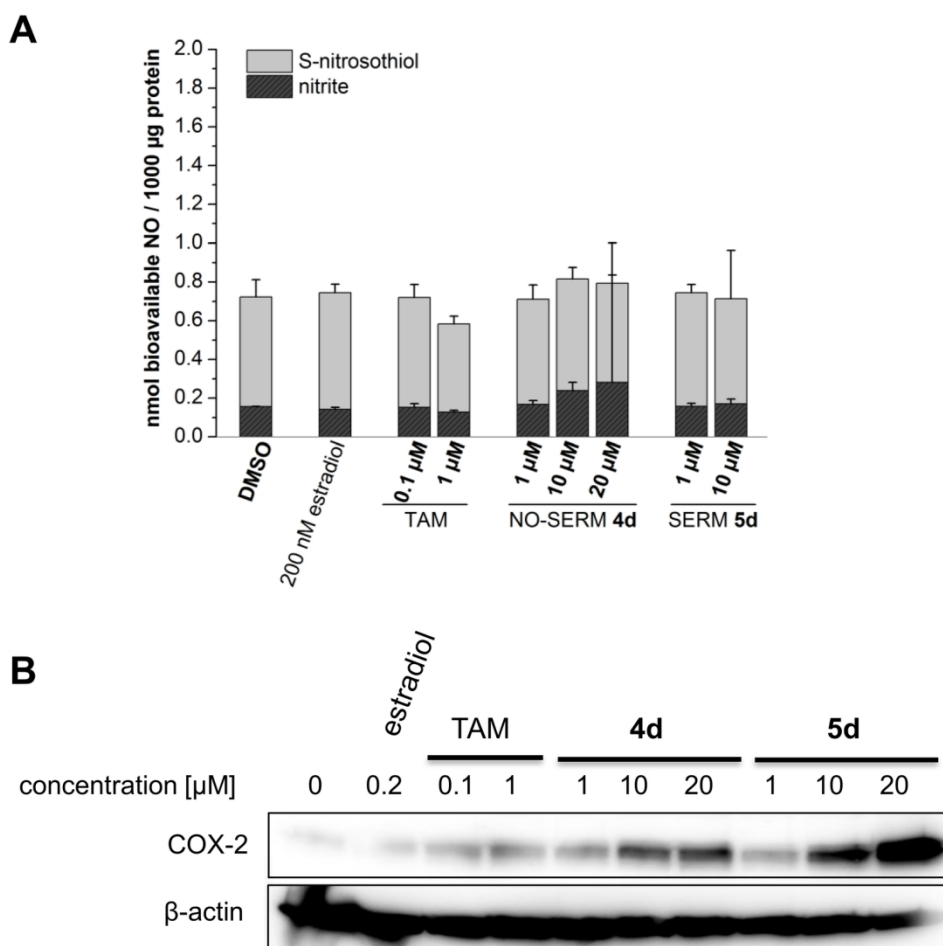 A
S-nitrosothiol
nitrite
nmol bioavailable NO / 1000 µg protein
2.0
1.8
1.6
1.4
1.2
1.0
0.8
0.6
0.4
0.2
0.0
DMSO
200 nM estradiol
0.1 µM
1 µM
TAM
1 µM
10 µM
20 µM
NO-SERM 4d
1 µM
10 µM
SERM 5d
B
estradiol
TAM 4d 5d
concentration [µM] 0 0.2 0.1 1 1 10 20 1 10 20
COX-2
β-actin